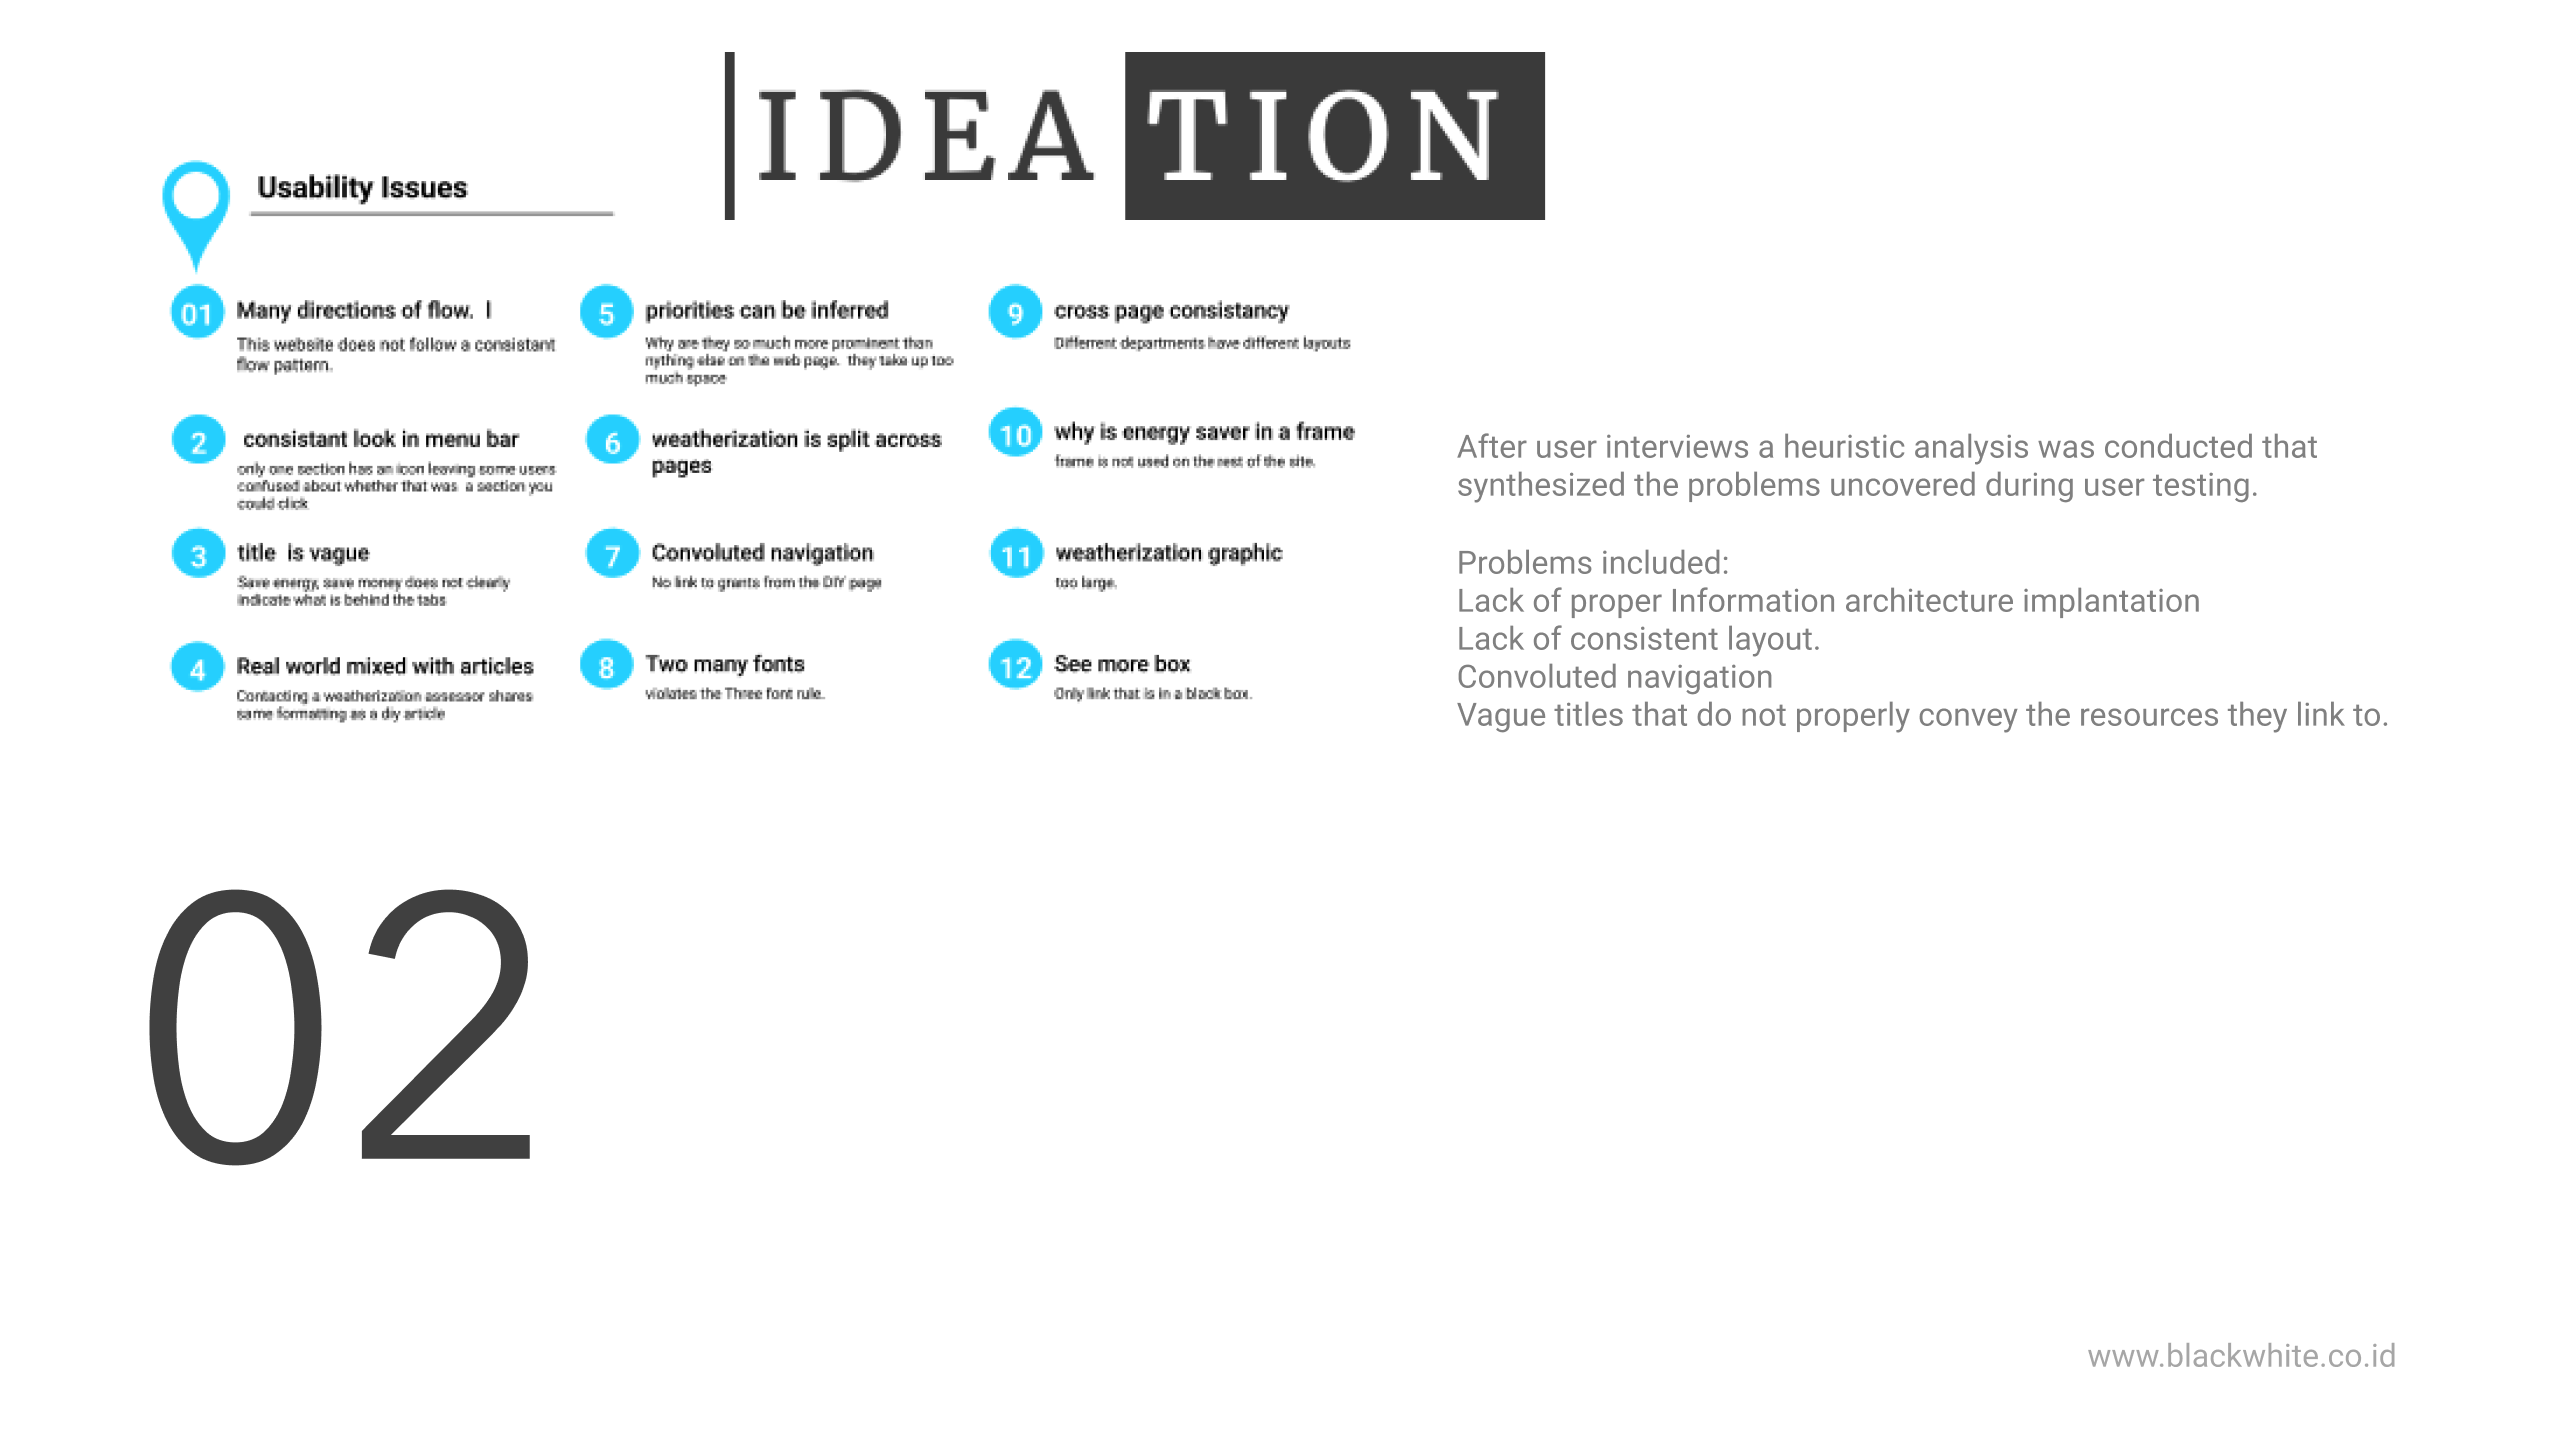 IDEATION
Usability Issues
01 Many directions of flow. I
This website does not follow a consistant
flow pattern.
2 consistant look in menu bar
only one section has an icon leaving some users
confused about whether that was a section you
could click
3 title is vague
Save energy, save money does not clearly
indicate what is behind the tabs
4 Real world mixed with articles
Contacting a weatherization assessor shares
same formatting as a diy article
5 priorities can be inferred
Why are they so much more prominent than
nything else on the web page. they take up too
much space
6 weatherization is split across
pages
7 Convoluted navigation
No link to grants from the DIY page
8 Two many fonts
violates the Three font rule.
9 cross page consistancy
Differrent departments have different layouts
10 why is energy saver in a frame
frame is not used on the rest of the site.
11 weatherization graphic
too large.
12 See more box
Only link that is in a black box.
After user interviews a heuristic analysis was conducted that
synthesized the problems uncovered during user testing.
Problems included:
Lack of proper Information architecture implantation
Lack of consistent layout.
Convoluted navigation
Vague titles that do not properly convey the resources they link to.
02
www.blackwhite.co.id